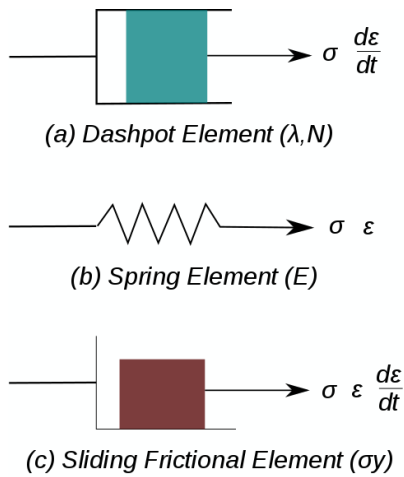 σ dε/dt
(a) Dashpot Element (λ,N)
σ ε
(b) Spring Element (E)
σ ε dε/dt
(c) Sliding Frictional Element (σy)